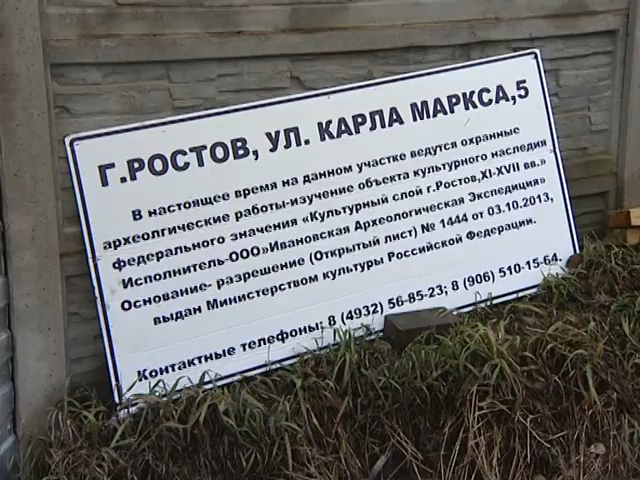 Г.РОСТОВ, УЛ. КАРЛА МАРКСА,5
В настоящее время на данном участке ведутся охранные
археолгические работы-изучение объекта культурного наследия
федерального значения «Культурный слой г.Ростов,XI-XVII вв.»
Исполнитель-ООО»Ивановская Археологическая Экспедиция»
Основание- разрешение (Открытый лист) № 1444 от 03.10.2013,
выдан Министерством культуры Российской Федерации.
Контактные телефоны: 8 (4932) 56-85-23; 8 (906) 510-15-64.